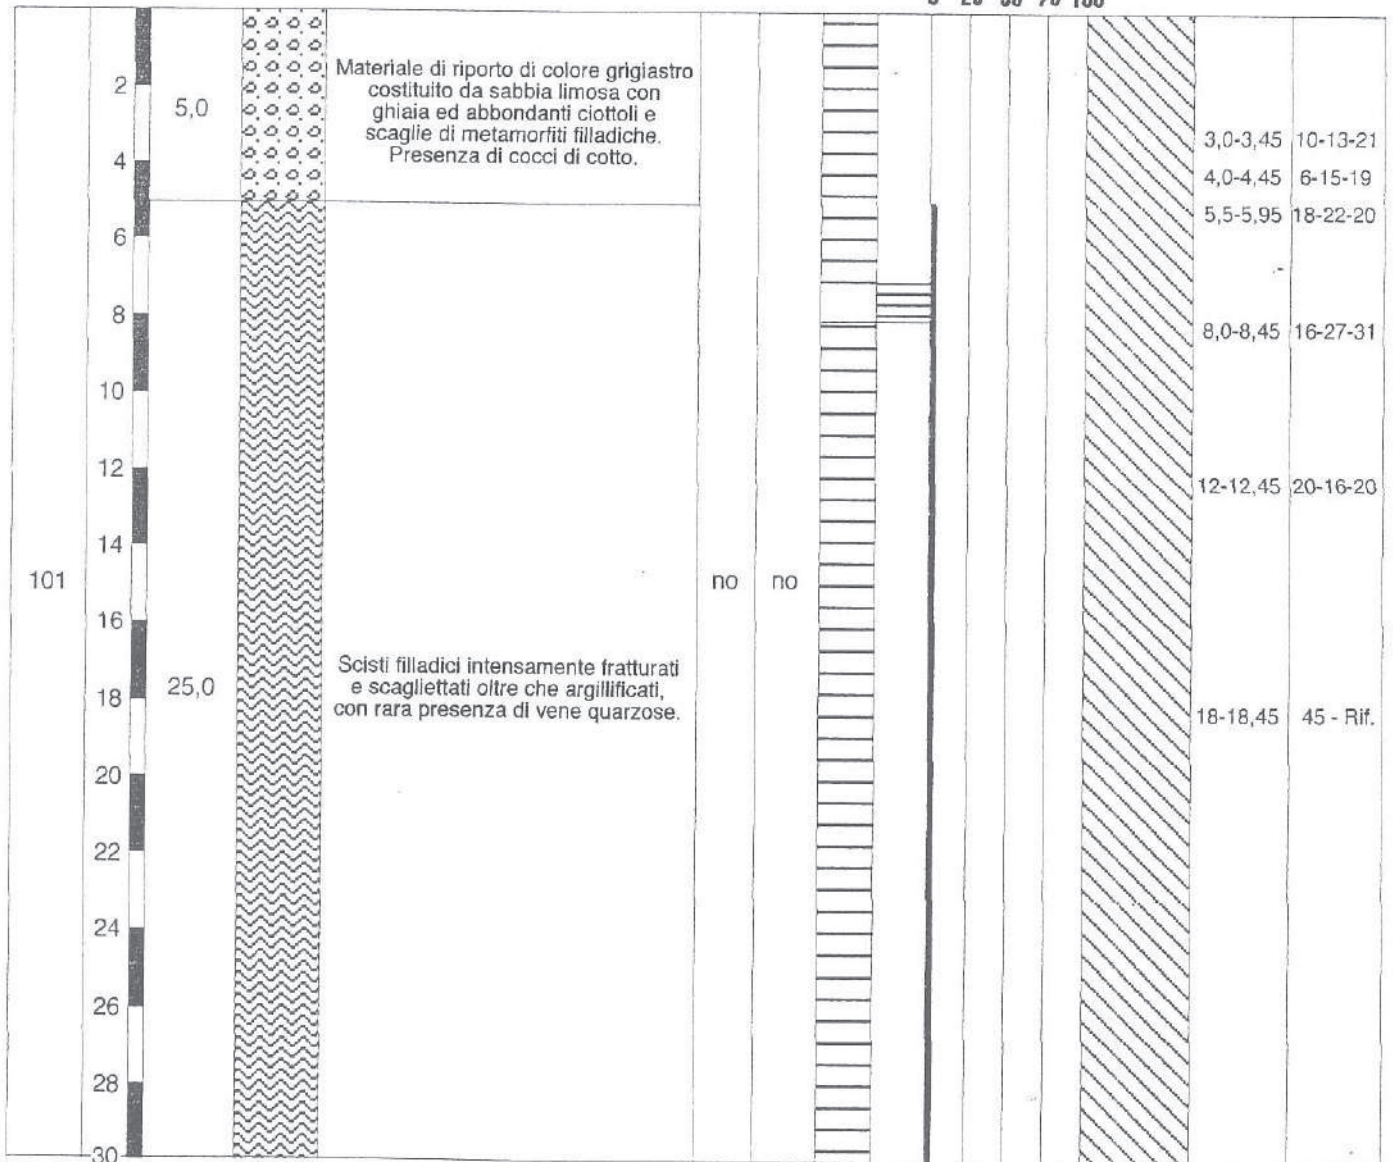 2
5,0
Materiale di riporto di colore grigiastro
costituito da sabbia limosa con
ghiaia ed abbondanti ciottoli e
scaglie di metamorfiti filladiche.
Presenza di cocci di cotto.
3,0-3,45 10-13-21
4
4,0-4,45 6-15-19
5,5-5,95 18-22-20
6
8
8,0-8,45 16-27-31
10
12
12-12,45 20-16-20
14
101
no
no
16
25,0
Scisti filladici intensamente fratturati
e scagliettati oltre che argillificati,
con rara presenza di vene quarzose.
18
18-18,45 45 - Rif.
20
22
24
26
28
30